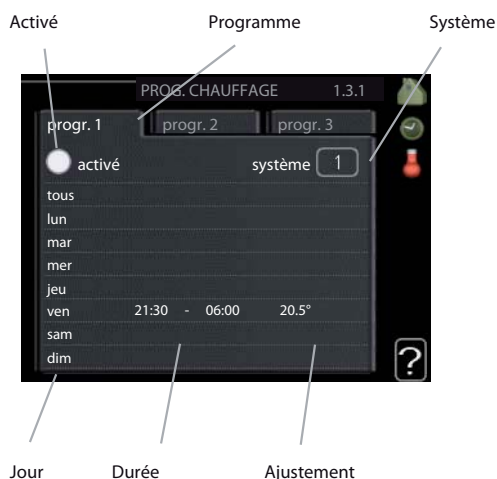 Activé Programme Système
PROG. CHAUFFAGE 1.3.1
progr. 1 progr. 2 progr. 3
activé système 1
tous
lun
mar
mer
jeu
ven 21:30 - 06:00 20.5°
sam
dim
?
Jour Durée Ajustement